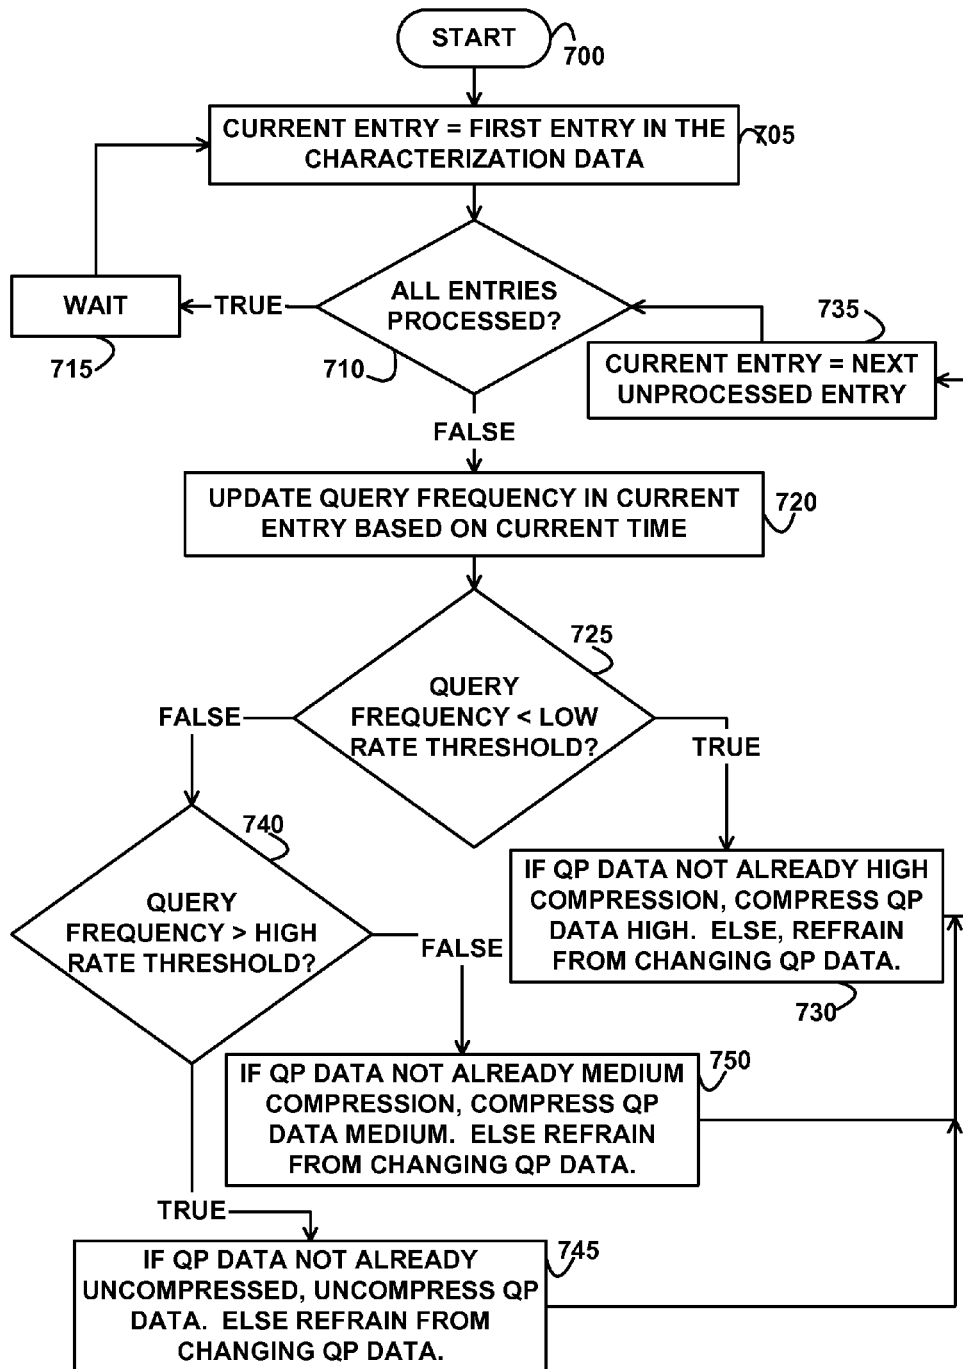 START
700
CURRENT ENTRY = FIRST ENTRY IN THE
CHARACTERIZATION DATA
705
ALL ENTRIES
PROCESSED?
710
TRUE
WAIT
715
735
CURRENT ENTRY = NEXT
UNPROCESSED ENTRY
FALSE
UPDATE QUERY FREQUENCY IN CURRENT
ENTRY BASED ON CURRENT TIME
720
725
QUERY
FREQUENCY < LOW
RATE THRESHOLD?
FALSE
TRUE
740
QUERY
FREQUENCY > HIGH
RATE THRESHOLD?
FALSE
IF QP DATA NOT ALREADY HIGH
COMPRESSION, COMPRESS QP
DATA HIGH. ELSE, REFRAIN
FROM CHANGING QP DATA.
730
750
IF QP DATA NOT ALREADY MEDIUM
COMPRESSION, COMPRESS QP
DATA MEDIUM. ELSE REFRAIN
FROM CHANGING QP DATA.
TRUE
745
IF QP DATA NOT ALREADY
UNCOMPRESSED, UNCOMPRESS QP
DATA. ELSE REFRAIN FROM
CHANGING QP DATA.